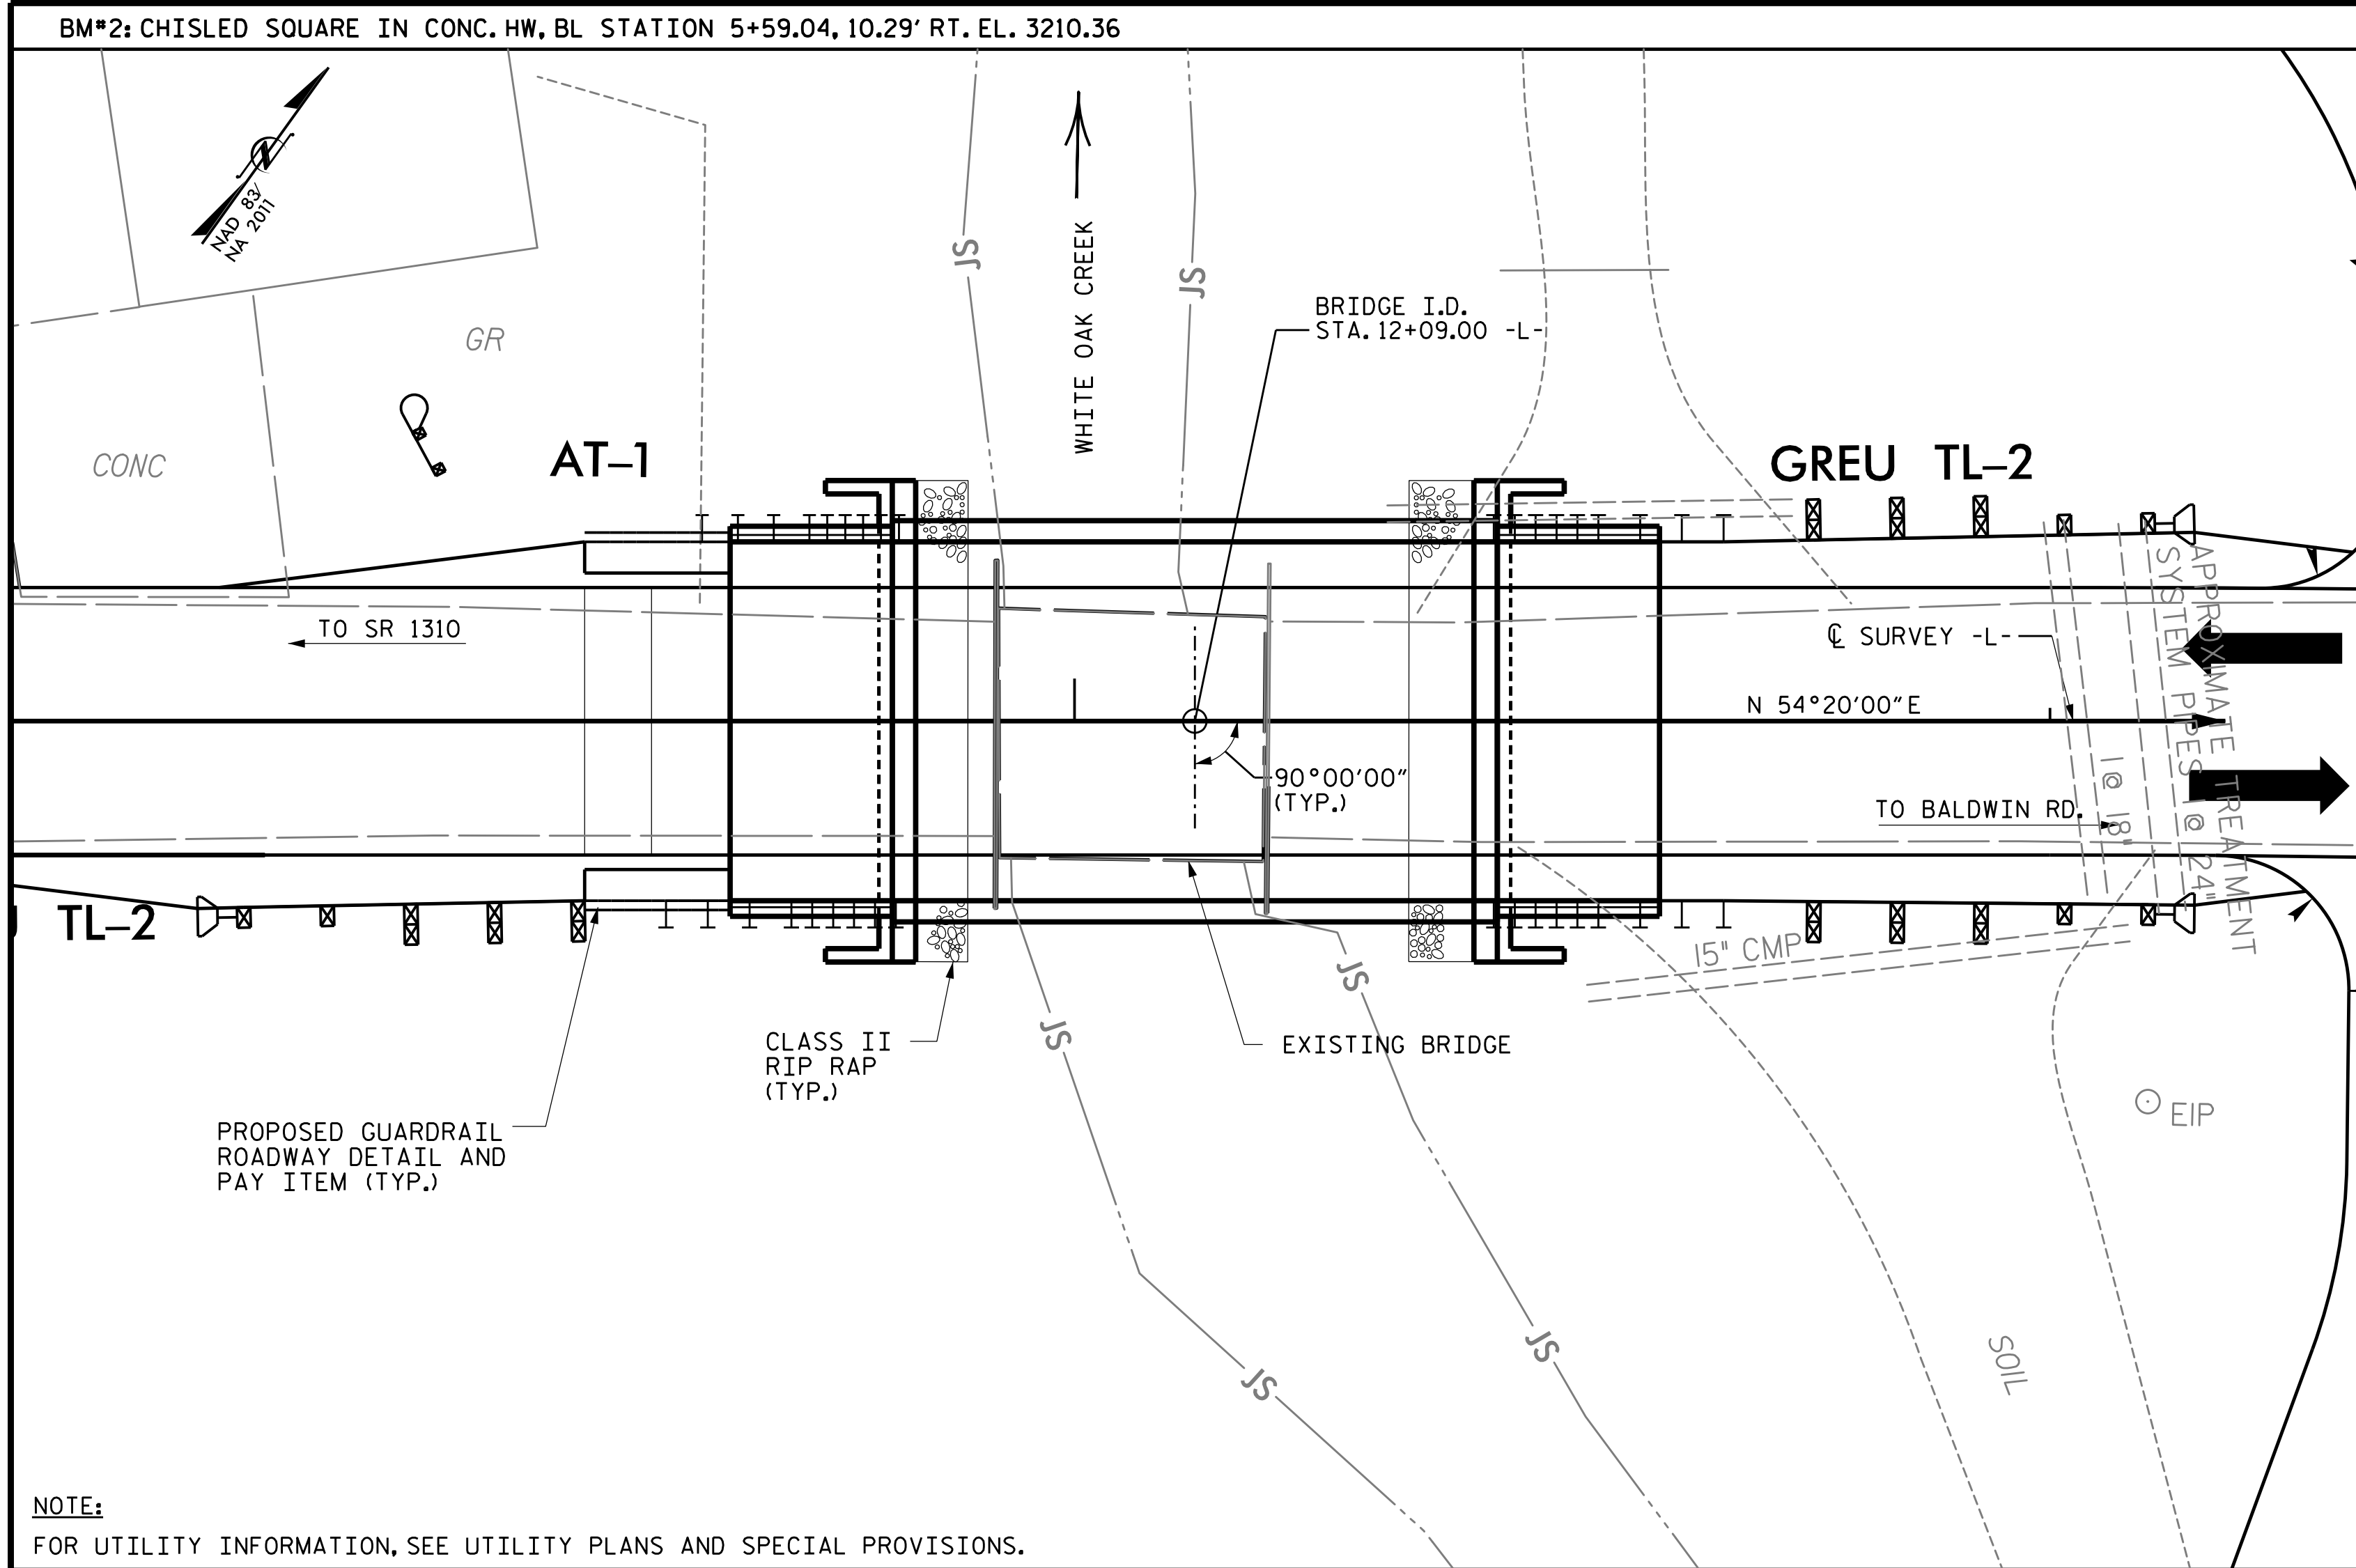 BM#2: CHISLED SQUARE IN CONC. HW, BL STATION 5+59.04, 10.29' RT. EL. 3210.36
N
NAD 83/
NA 2011
GR
CONC
AT-1
JS
JS
WHITE OAK CREEK
BRIDGE I.D.
STA. 12+09.00 -L-
GREU TL-2
TO SR 1310
℄ SURVEY -L-
N 54°20'00" E
90°00'00"
(TYP.)
TO BALDWIN RD.
APPROXIMATE TREATMENT
SYSTEM PIPES 1@ 24"
1@ 18"
TL-2
15" CMP
CLASS II
RIP RAP
(TYP.)
JS
JS
EXISTING BRIDGE
EIP
PROPOSED GUARDRAIL
ROADWAY DETAIL AND
PAY ITEM (TYP.)
JS
JS
SOIL
NOTE:
FOR UTILITY INFORMATION, SEE UTILITY PLANS AND SPECIAL PROVISIONS.